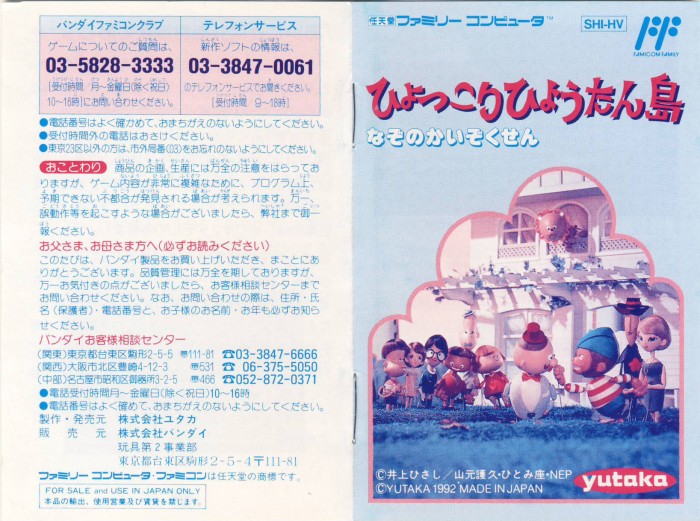 バンダイファミコンクラブ
ゲームについてのご質問は、
03-5828-3333
[受付時間 月〜金曜日(除く祝日)
10〜16時]にお問い合わせください。
テレフォンサービス
新作ソフトの情報は、
03-3847-0061
のテレフォンサービスでお聞きください。
[受付時間 9〜18時]
●電話番号はよく確かめて、おまちがえのないようにしてください。
●受付時間外の電話はおさけください。
●東京23区以外の方は、市外局番(03)をお忘れのないようにしてください。
おことわり 商品の企画、生産には万全の注意をはらってお
りますが、ゲーム内容が非常に複雑なために、プログラム上、
予期できない不都合が発見される場合が考えられます。万一、
誤動作等を起こすような場合がございましたら、弊社まで御一
報ください。
お父さま、お母さま方へ(必ずお読みください)
このたびは、バンダイ製品をお買い上げいただき、まことにあ
りがとうございます。品質管理には万全を期しておりますが、
万一お気付きの点がございましたら、お客様相談センターまで
お問い合わせください。なお、お問い合わせの際は、住所・氏
名(保護者)・電話番号と、お子様のお名前・お年も必ずお知ら
せください。
バンダイお客様相談センター
(関東)東京都台東区駒形2-5-5 〒111-81 ☎03-3847-6666
(関西)大阪市北区豊崎4-12-3 〒531 ☎06-375-5050
(中部)名古屋市昭和区御器所3-2-5 〒466 ☎052-872-0371
●電話受付時間月〜金曜日(除く祝日)10〜16時
●電話番号はよく確かめて、おまちがえのないようにしてください。
製作・発売元 株式会社ユタカ
販売元 株式会社バンダイ
玩具第2事業部
東京都台東区駒形2-5-4〒111-81
ファミリーコンピュータ・ファミコンは任天堂の商標です。
FOR SALE and USE IN JAPAN ONLY
本品の輸出、使用営業及び賃貸を禁じます。
任天堂 ファミリーコンピュータ™
SHI-HV
FF
FAMICOM FAMILY
ひょっこりひょうたん島
なぞのかいぞくせん
©井上ひさし/山元護久・ひとみ座・NEP
©YUTAKA 1992 MADE IN JAPAN
yutaka